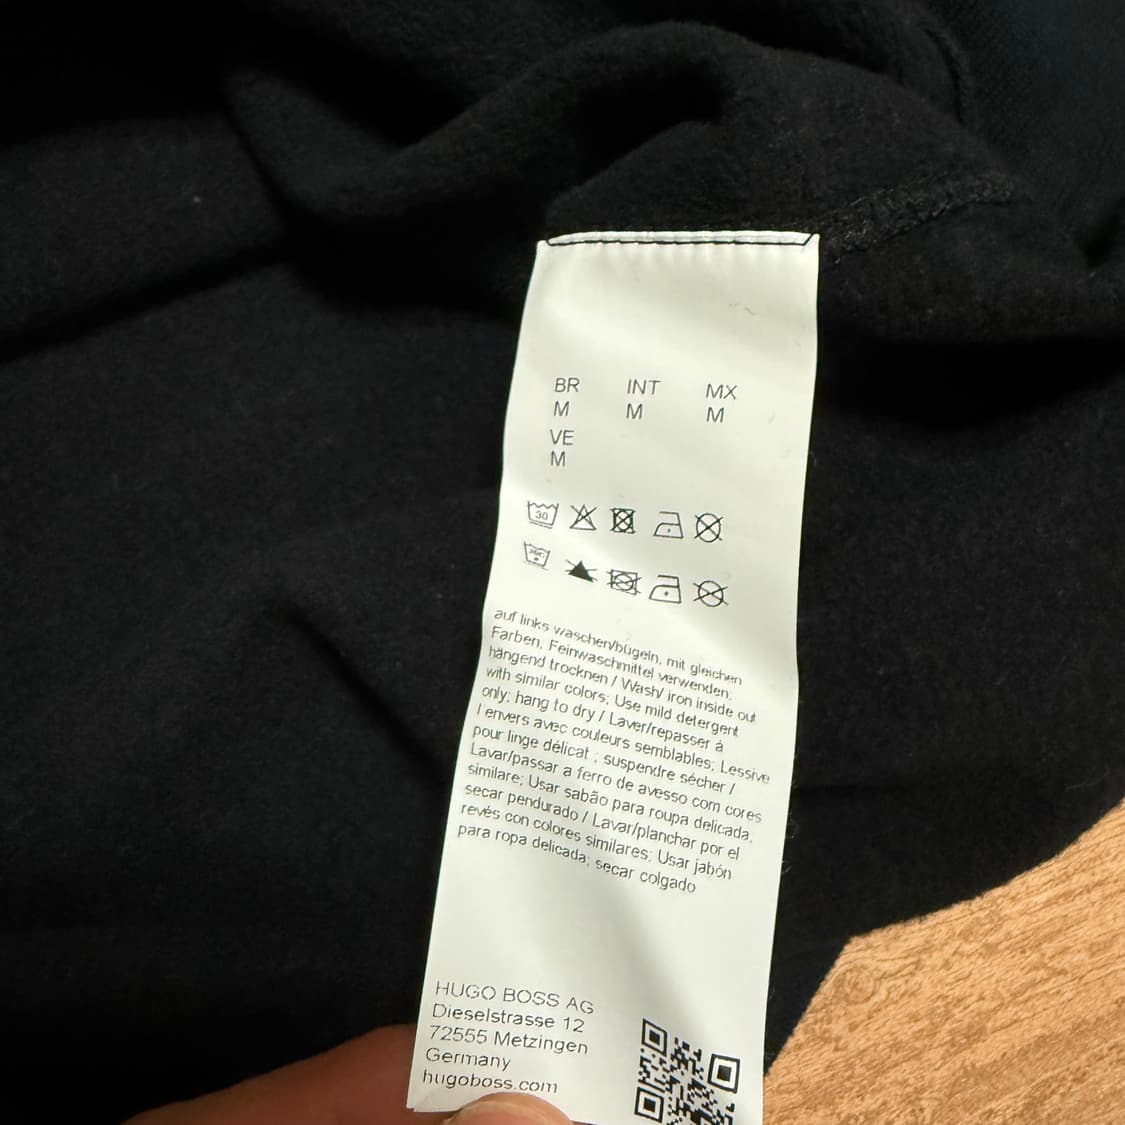 BR INT MX
M M M
VE
M
30
30C
auf links waschen/bügeln, mit gleichen
Farben, Feinwaschmittel verwenden;
hängend trocknen / Wash/ iron inside out
with similar colors; Use mild detergent
only; hang to dry / Laver/repasser à
l envers avec couleurs semblables; Lessive
pour linge délicat ; suspendre sécher /
Lavar/passar a ferro de avesso com cores
similare; Usar sabão para roupa delicada,
secar pendurado / Lavar/planchar por el
revés con colores similares; Usar jabón
para ropa delicada; secar colgado
HUGO BOSS AG
Dieselstrasse 12
72555 Metzingen
Germany
hugoboss.com